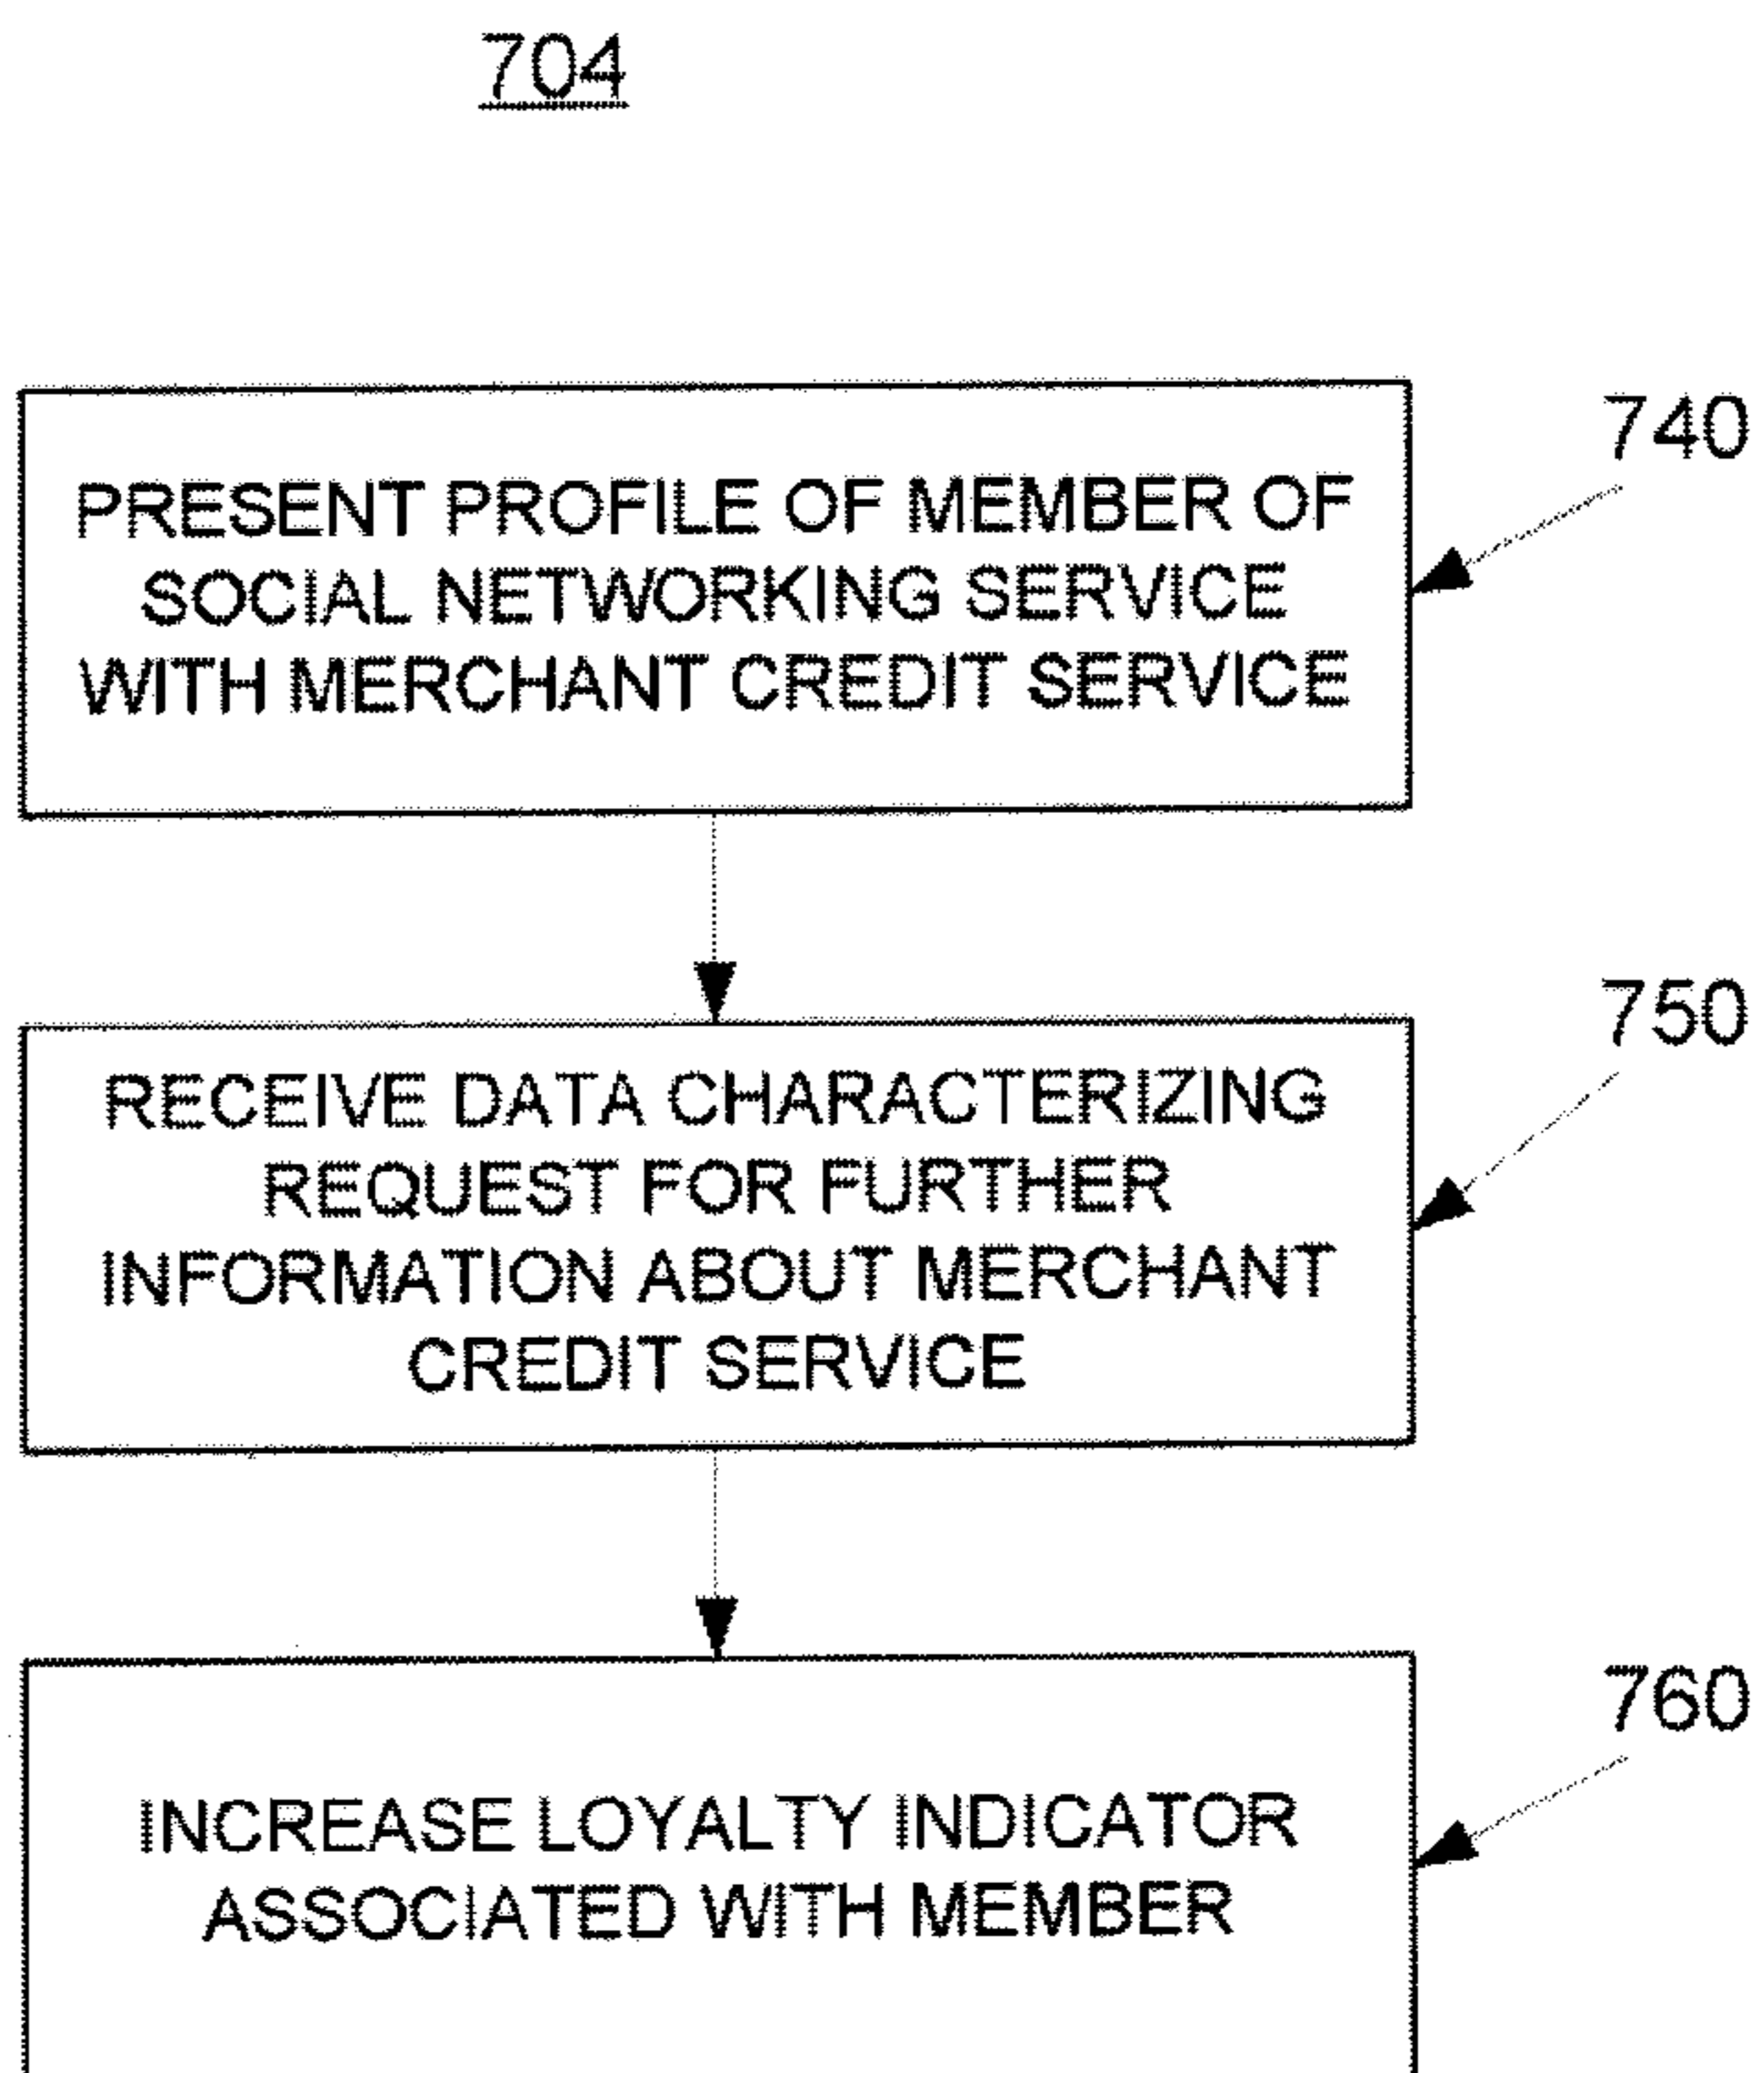 704
740
PRESENT PROFILE OF MEMBER OF
SOCIAL NETWORKING SERVICE
WITH MERCHANT CREDIT SERVICE
750
RECEIVE DATA CHARACTERIZING
REQUEST FOR FURTHER
INFORMATION ABOUT MERCHANT
CREDIT SERVICE
760
INCREASE LOYALTY INDICATOR
ASSOCIATED WITH MEMBER